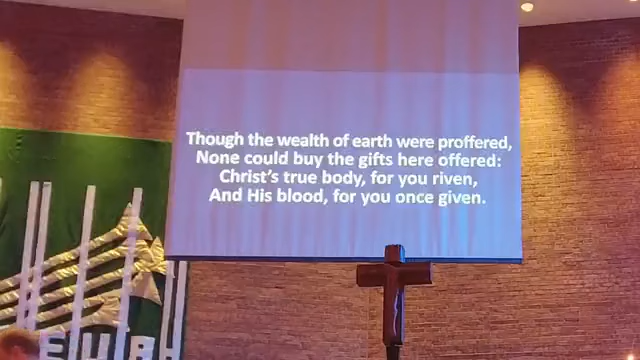 Though the wealth of earth were proffered,
None could buy the gifts here offered:
Christ's true body, for you riven,
And His blood, for you once given.